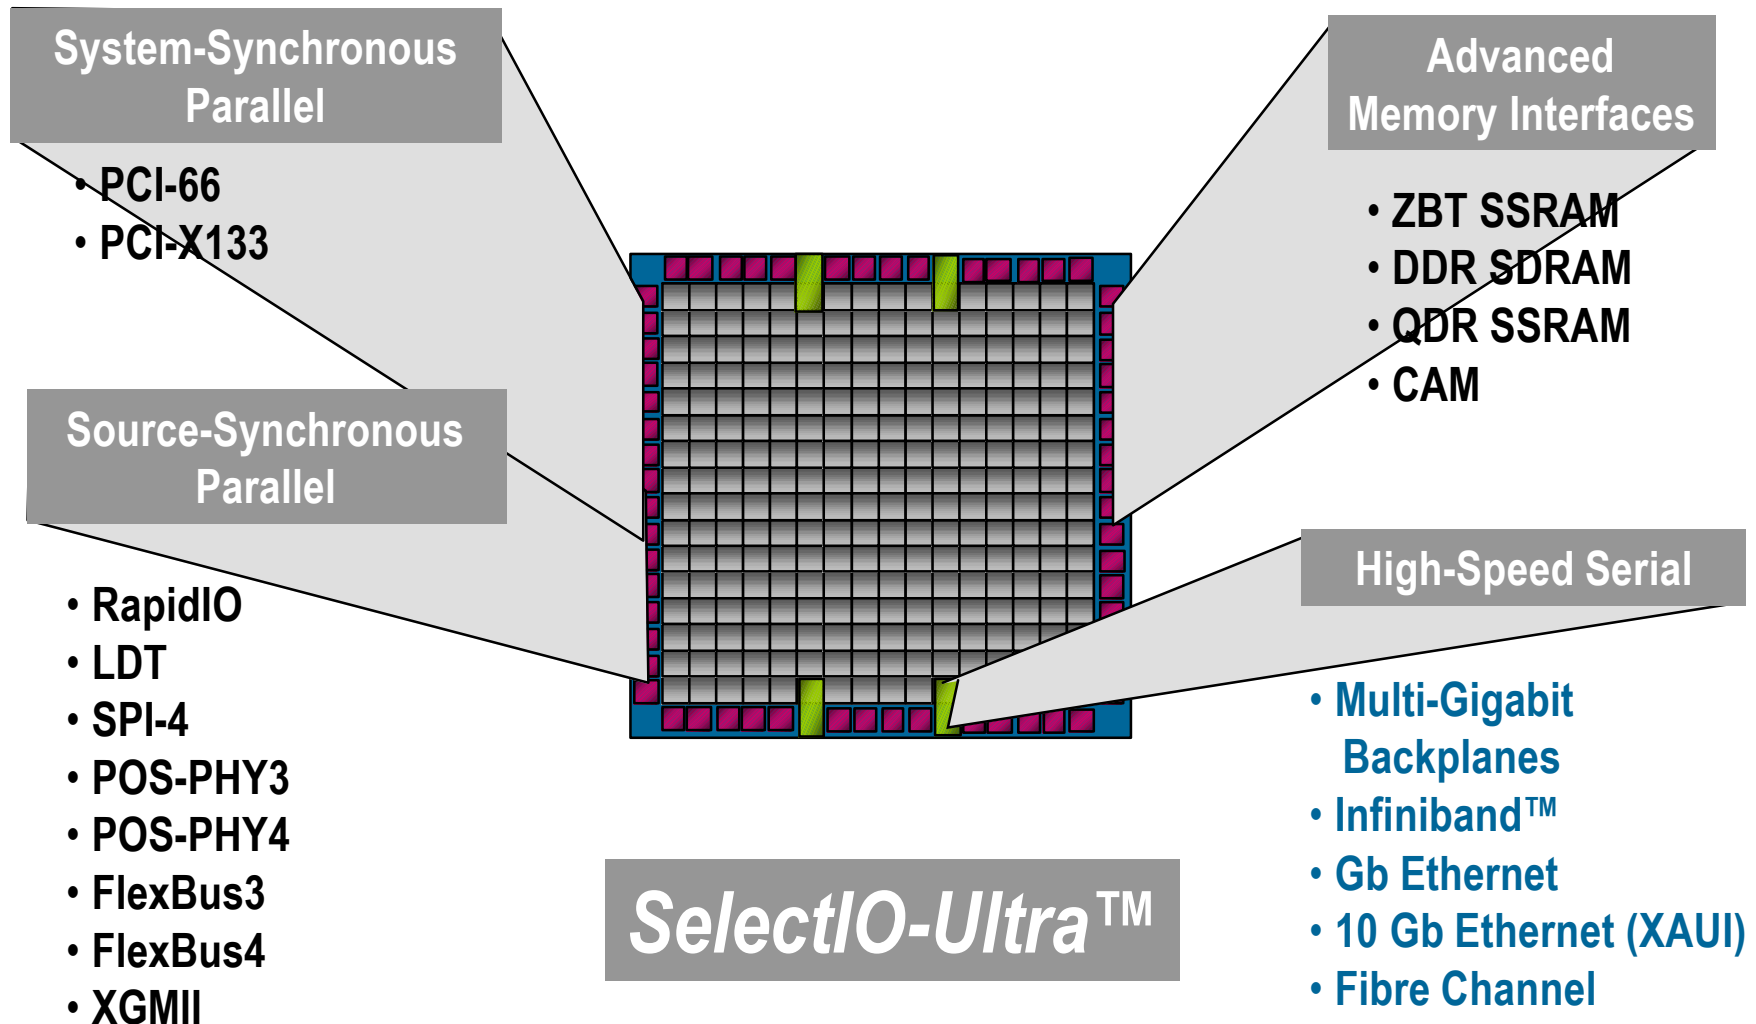 System-Synchronous
Parallel
• PCI-66
• PCI-X133
Source-Synchronous
Parallel
• RapidIO
• LDT
• SPI-4
• POS-PHY3
• POS-PHY4
• FlexBus3
• FlexBus4
• XGMII
Advanced
Memory Interfaces
• ZBT SSRAM
• DDR SDRAM
• QDR SSRAM
• CAM
High-Speed Serial
• Multi-Gigabit
Backplanes
• Infiniband™
• Gb Ethernet
• 10 Gb Ethernet (XAUI)
• Fibre Channel
SelectIO-Ultra™